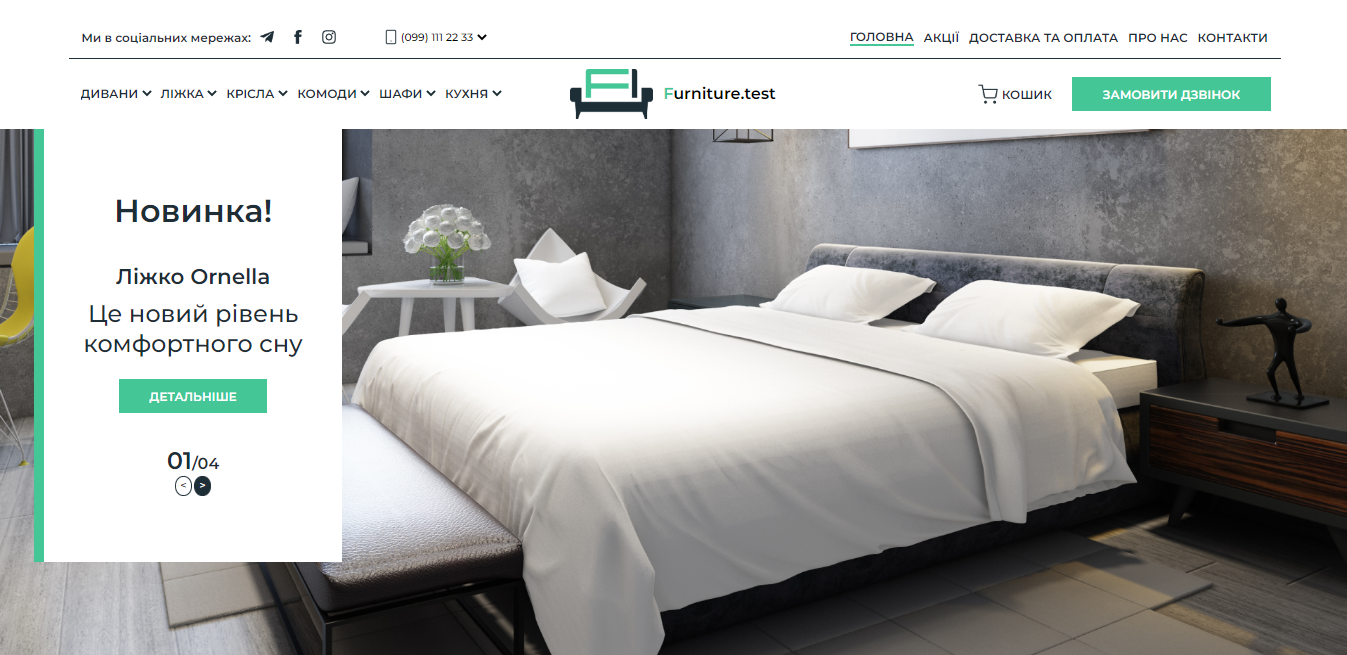 Ми в соціальних мережах:
(099) 111 22 33
ГОЛОВНА АКЦІЇ ДОСТАВКА ТА ОПЛАТА ПРО НАС КОНТАКТИ
ДИВАНИ ЛІЖКА КРІСЛА КОМОДИ ШАФИ КУХНЯ
Furniture.test
КОШИК
ЗАМОВИТИ ДЗВІНОК
Новинка!
Ліжко Ornella
Це новий рівень
комфортного сну
ДЕТАЛЬНІШЕ
01/04
< >